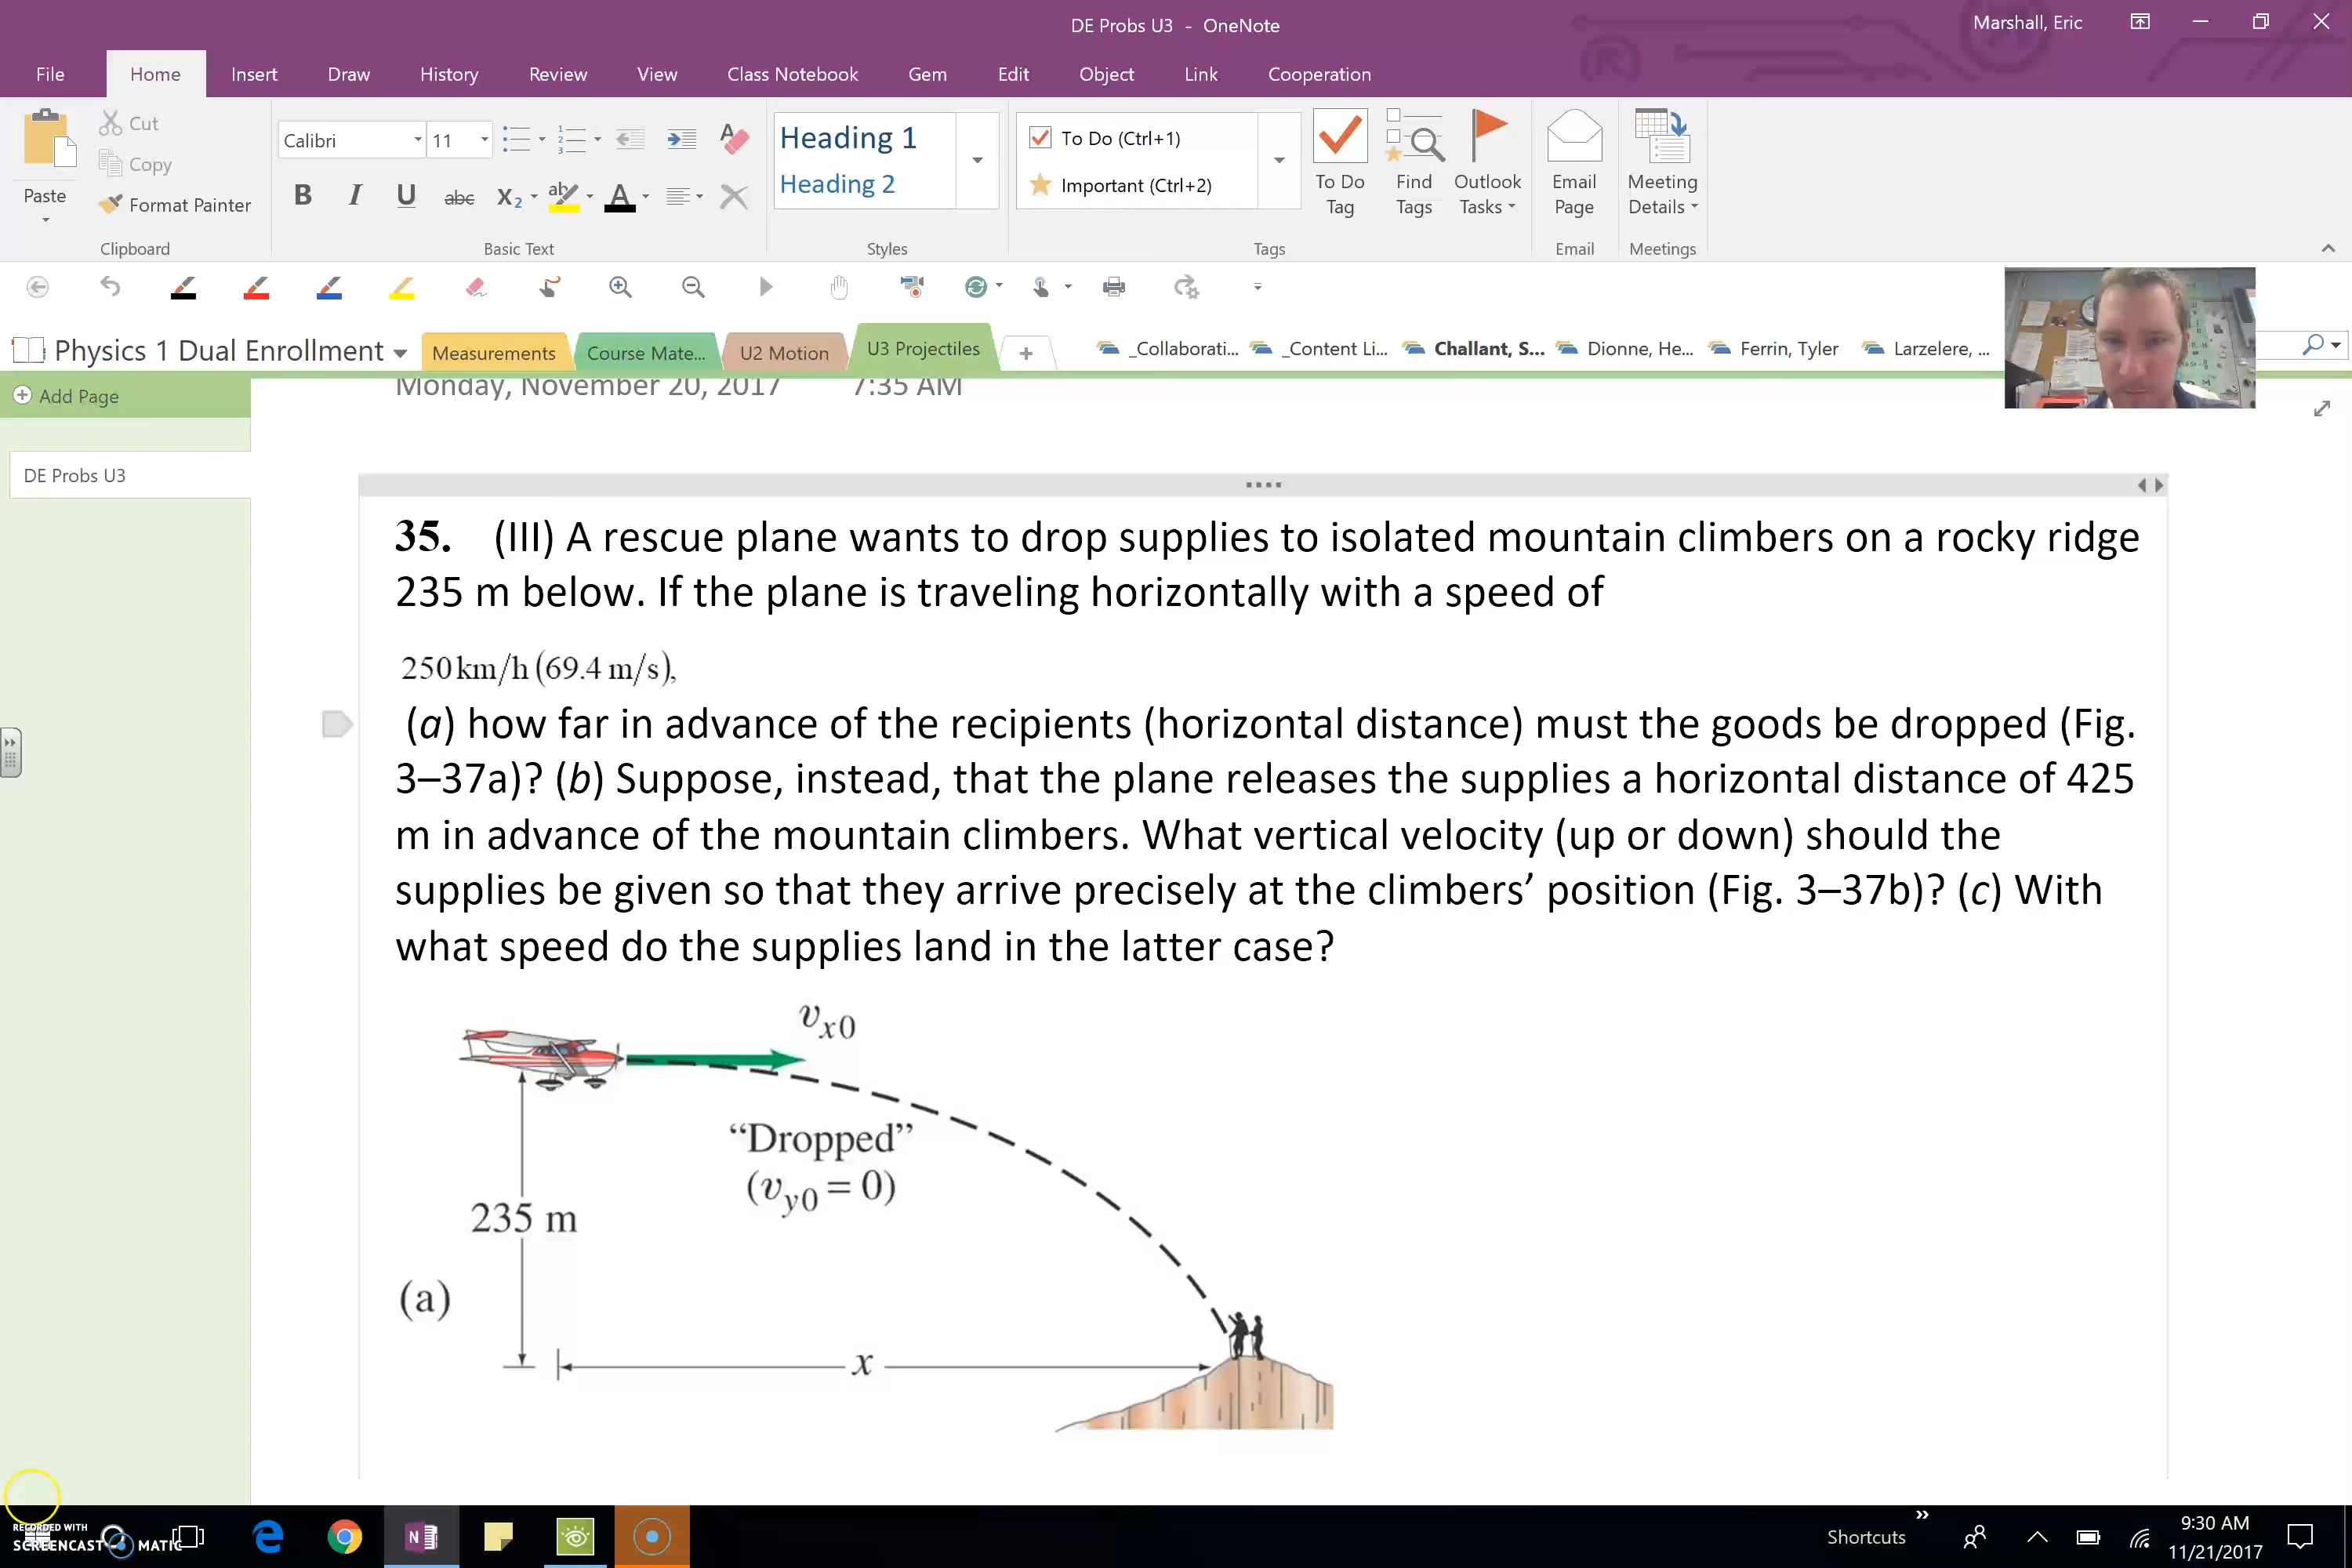 DE Probs U3 - OneNote
Marshall, Eric
File Home Insert Draw History Review View Class Notebook Gem Edit Object Link Cooperation
Paste
Cut
Copy
Format Painter
Clipboard
Calibri 11
B I U abc X2 ab A
Basic Text
Heading 1
Heading 2
Styles
To Do (Ctrl+1)
Important (Ctrl+2)
To Do Tag
Find Tags
Tags
Outlook Tasks
Email Page
Email
Meeting Details
Meetings
Physics 1 Dual Enrollment
Measurements Course Mate... U2 Motion U3 Projectiles +
_Collaborati... _Content Li... Challant, S... Dionne, He... Ferrin, Tyler Larzelere, ...
Add Page
DE Probs U3
Monday, November 20, 2017 7:35 AM
35. (III) A rescue plane wants to drop supplies to isolated mountain climbers on a rocky ridge
235 m below. If the plane is traveling horizontally with a speed of
250 km/h (69.4 m/s),
(a) how far in advance of the recipients (horizontal distance) must the goods be dropped (Fig.
3–37a)? (b) Suppose, instead, that the plane releases the supplies a horizontal distance of 425
m in advance of the mountain climbers. What vertical velocity (up or down) should the
supplies be given so that they arrive precisely at the climbers’ position (Fig. 3–37b)? (c) With
what speed do the supplies land in the latter case?
vx0
“Dropped”
(vy0 = 0)
235 m
(a)
x
RECORDED WITH
SCREENCAST MATIC
Shortcuts
9:30 AM
11/21/2017